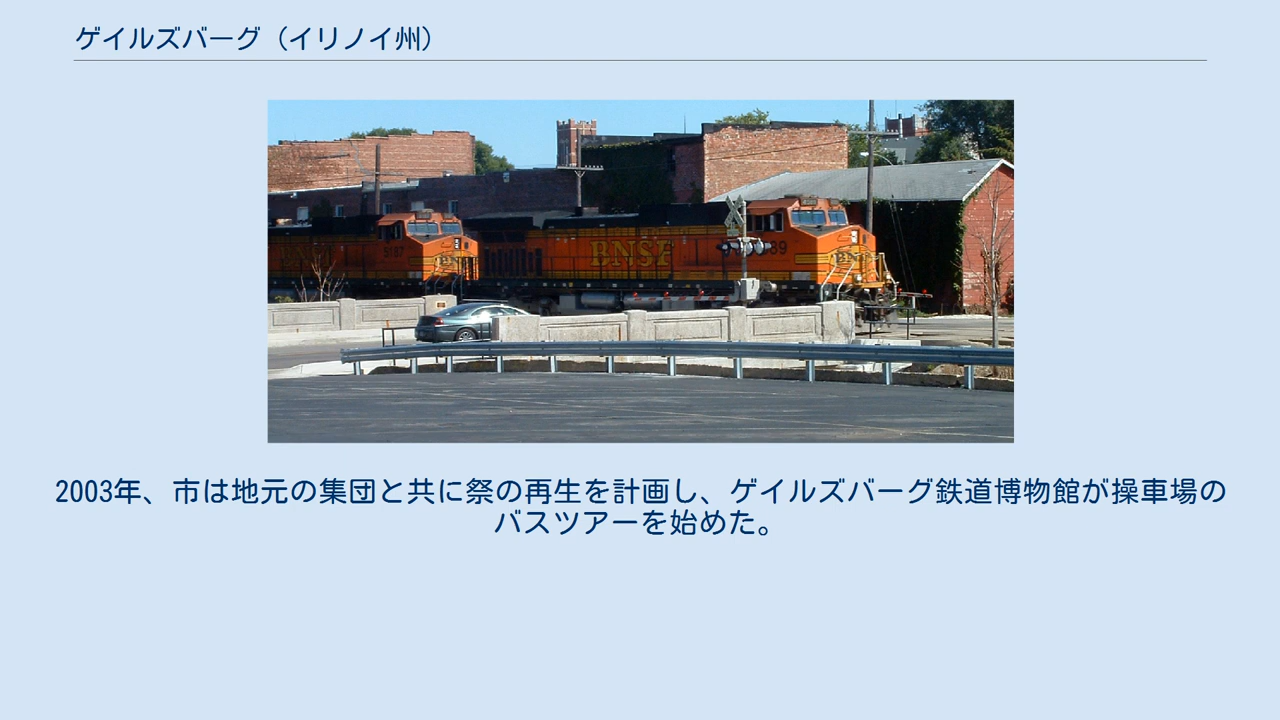 ゲイルズバーグ（イリノイ州）
BNSF
5187
2003年、市は地元の集団と共に祭の再生を計画し、ゲイルズバーグ鉄道博物館が操車場の
バスツアーを始めた。